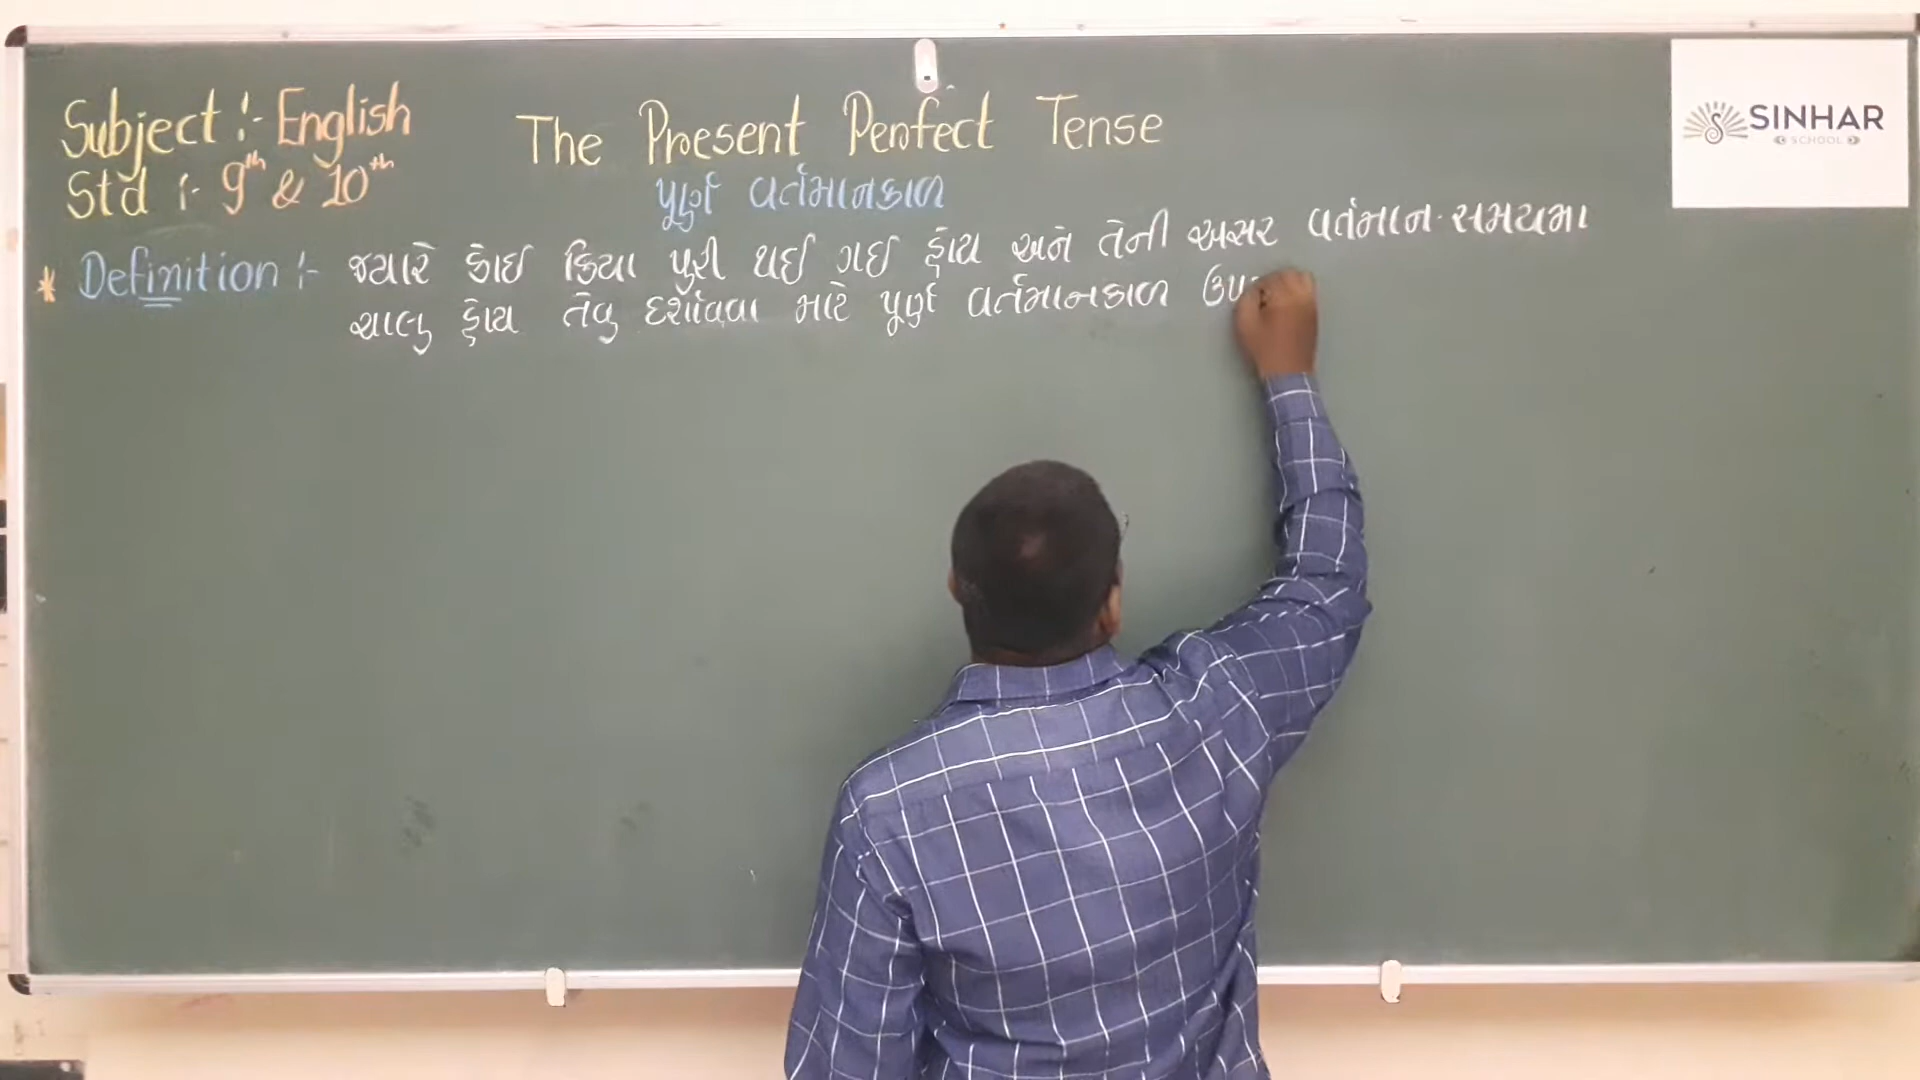 Subject :- English
Std :- 9th & 10th
The Present Perfect Tense
પૂર્ણ વર્તમાનકાળ
* Definition :- જયારે કોઈ ક્રિયા પુરી થઈ ગઈ હોય અને તેની અસર વર્તમાન સમયમા
ચાલુ હોય તેવુ દર્શાવવા માટે પૂર્ણ વર્તમાનકાળ
SINHAR
SCHOOL